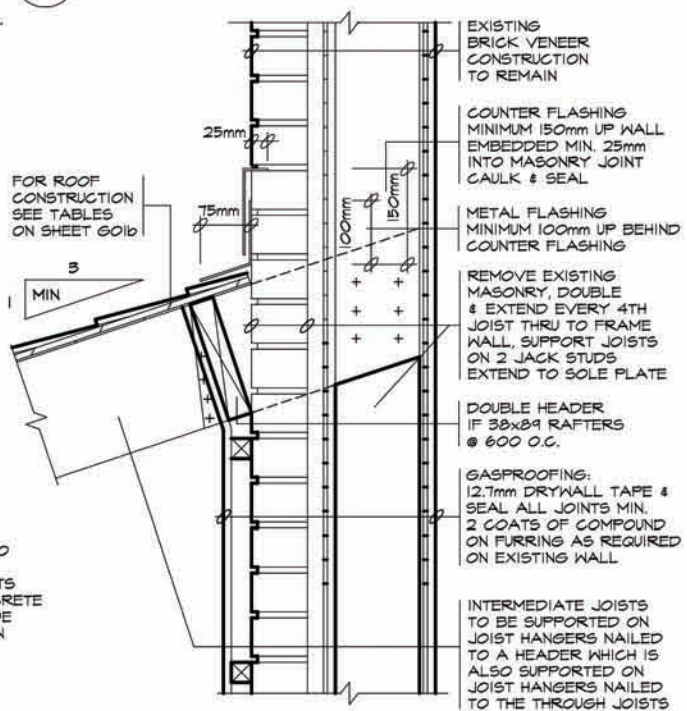 EXISTING
BRICK VENEER
CONSTRUCTION
TO REMAIN
COUNTER FLASHING
MINIMUM 150mm UP WALL
EMBEDDED MIN. 25mm
INTO MASONRY JOINT
CAULK & SEAL
METAL FLASHING
MINIMUM 100mm UP BEHIND
COUNTER FLASHING
REMOVE EXISTING
MASONRY, DOUBLE
& EXTEND EVERY 4TH
JOIST THRU TO FRAME
WALL, SUPPORT JOISTS
ON 2 JACK STUDS
EXTEND TO SOLE PLATE
DOUBLE HEADER
IF 38x89 RAFTERS
@ 600 O.C.
GASPROOFING:
12.7mm DRYWALL TAPE &
SEAL ALL JOINTS MIN.
2 COATS OF COMPOUND
ON FURRING AS REQUIRED
ON EXISTING WALL
INTERMEDIATE JOISTS
TO BE SUPPORTED ON
JOIST HANGERS NAILED
TO A HEADER WHICH IS
ALSO SUPPORTED ON
JOIST HANGERS NAILED
TO THE THROUGH JOISTS
25mm
75mm
100mm
150mm
FOR ROOF
CONSTRUCTION
SEE TABLES
ON SHEET G01b
3
1
MIN